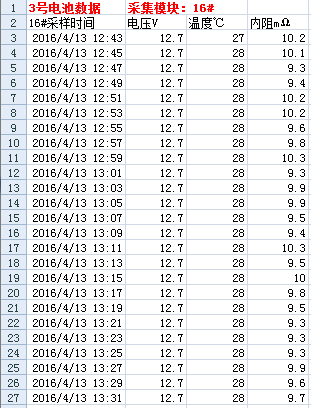 1 3号电池数据 采集模块：16#
2 16#采样时间 电压V 温度℃ 内阻mΩ
3 2016/4/13 12:43 12.7 27 10.2
4 2016/4/13 12:45 12.7 28 10.1
5 2016/4/13 12:47 12.7 28 9.3
6 2016/4/13 12:49 12.7 28 9.4
7 2016/4/13 12:51 12.7 28 10.2
8 2016/4/13 12:53 12.7 28 10.2
9 2016/4/13 12:55 12.7 28 9.6
10 2016/4/13 12:57 12.7 28 9.8
11 2016/4/13 12:59 12.7 28 10.3
12 2016/4/13 13:01 12.7 28 9.3
13 2016/4/13 13:03 12.7 28 9.9
14 2016/4/13 13:05 12.7 28 9.9
15 2016/4/13 13:07 12.7 28 9.5
16 2016/4/13 13:09 12.7 28 9.4
17 2016/4/13 13:11 12.7 28 10.3
18 2016/4/13 13:13 12.7 28 9.5
19 2016/4/13 13:15 12.7 28 10
20 2016/4/13 13:17 12.7 28 9.8
21 2016/4/13 13:19 12.7 28 9.5
22 2016/4/13 13:21 12.7 28 9.3
23 2016/4/13 13:23 12.7 28 9.3
24 2016/4/13 13:25 12.7 28 9.3
25 2016/4/13 13:27 12.7 28 9.9
26 2016/4/13 13:29 12.7 28 9.6
27 2016/4/13 13:31 12.7 28 9.7